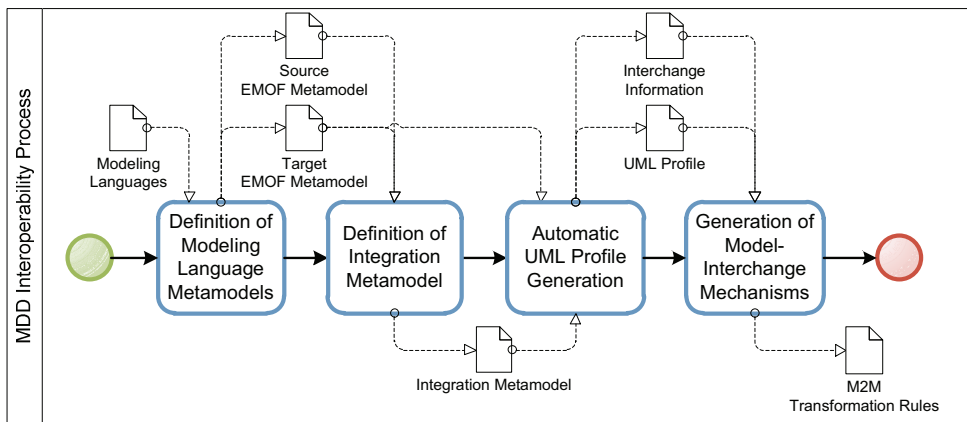 MDD Interoperability Process
Source
EMOF Metamodel
Interchange
Information
Modeling
Languages
Target
EMOF Metamodel
UML Profile
Definition of
Modeling
Language
Metamodels
Definition of
Integration
Metamodel
Automatic
UML Profile
Generation
Generation of
Model-
Interchange
Mechanisms
Integration Metamodel
M2M
Transformation Rules